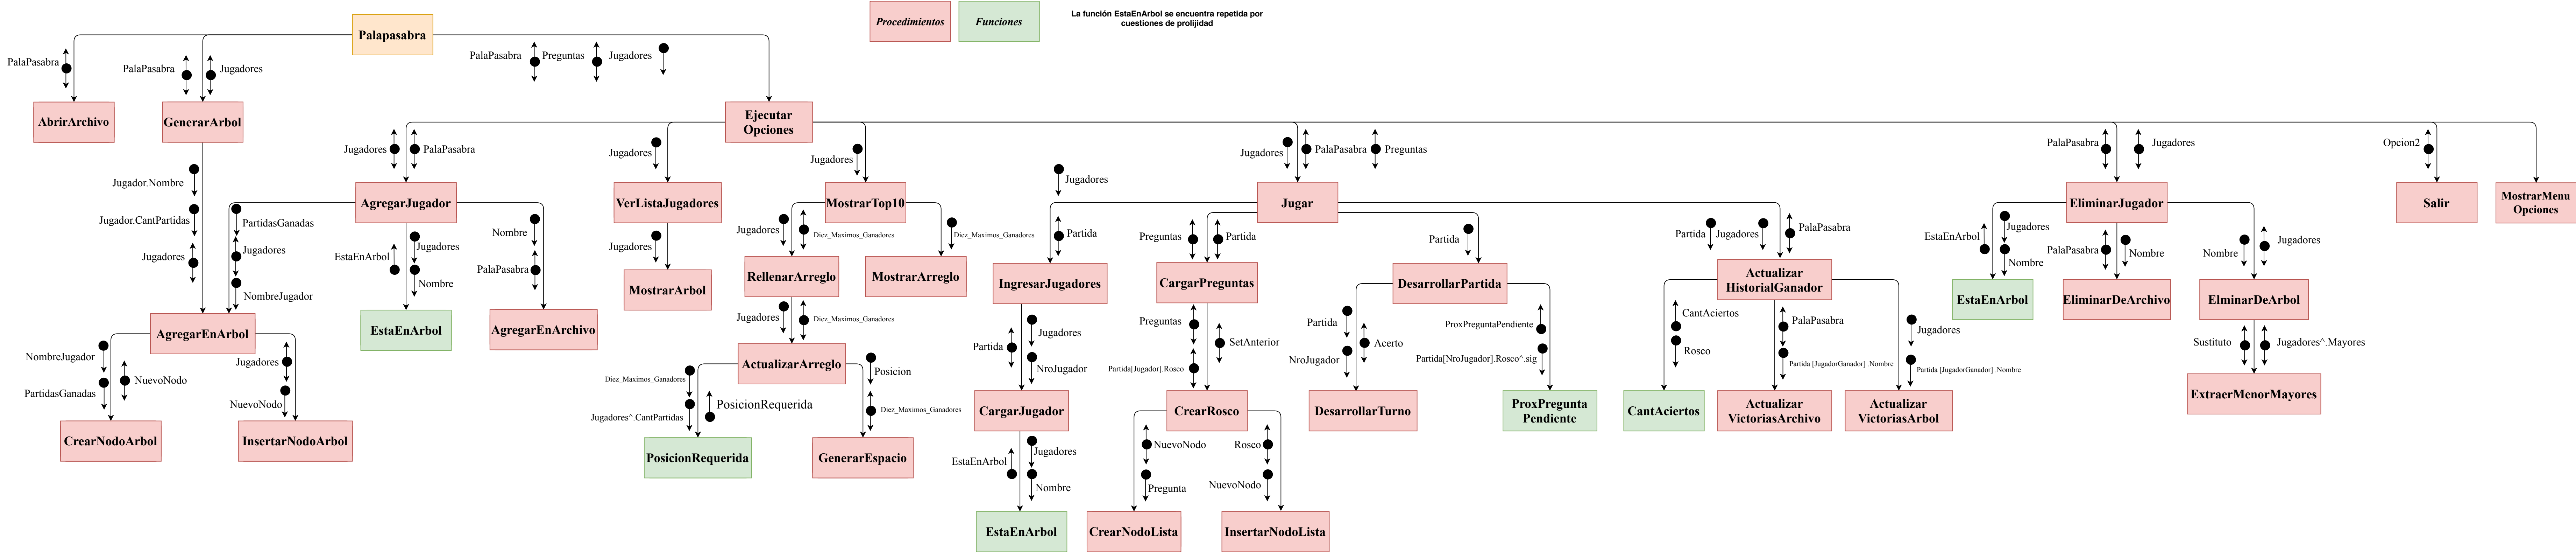 Procedimientos
Funciones
La función EstaEnArbol se encuentra repetida por
cuestiones de prolijidad
Palapasabra
PalaPasabra
PalaPasabra
Jugadores
PalaPasabra
Preguntas
Jugadores
AbrirArchivo
GenerarArbol
Ejecutar
Opciones
Jugadores
PalaPasabra
Jugadores
Jugadores
Jugadores
PalaPasabra
Preguntas
PalaPasabra
Jugadores
Opcion2
Jugador.Nombre
Jugador.CantPartidas
Jugadores
AgregarJugador
VerListaJugadores
MostrarTop10
Jugadores
Jugar
EliminarJugador
Salir
MostrarMenu
Opciones
PartidasGanadas
Jugadores
NombreJugador
EstaEnArbol
Jugadores
Nombre
Nombre
PalaPasabra
Jugadores
Jugadores
Diez_Maximos_Ganadores
Diez_Maximos_Ganadores
Partida
Preguntas
Partida
Partida
Partida
Jugadores
PalaPasabra
EstaEnArbol
Jugadores
Nombre
PalaPasabra
Nombre
Nombre
Jugadores
AgregarEnArbol
EstaEnArbol
AgregarEnArchivo
MostrarArbol
RellenarArreglo
MostrarArreglo
IngresarJugadores
CargarPreguntas
DesarrollarPartida
Actualizar
HistorialGanador
EstaEnArbol
EliminarDeArchivo
ElminarDeArbol
NombreJugador
PartidasGanadas
NuevoNodo
Jugadores
NuevoNodo
Jugadores
Diez_Maximos_Ganadores
ActualizarArreglo
Partida
Jugadores
NroJugador
Preguntas
Partida[Jugador].Rosco
SetAnterior
Partida
NroJugador
Acerto
ProxPreguntaPendiente
Partida[NroJugador].Rosco^.sig
CantAciertos
Rosco
PalaPasabra
Partida [JugadorGanador] .Nombre
Jugadores
Partida [JugadorGanador] .Nombre
Sustituto
Jugadores^.Mayores
CrearNodoArbol
InsertarNodoArbol
Diez_Maximos_Ganadores
Jugadores^.CantPartidas
PosicionRequerida
Posicion
Diez_Maximos_Ganadores
CargarJugador
CrearRosco
DesarrollarTurno
ProxPregunta
Pendiente
CantAciertos
Actualizar
VictoriasArchivo
Actualizar
VictoriasArbol
ExtraerMenorMayores
PosicionRequerida
GenerarEspacio
EstaEnArbol
Jugadores
Nombre
NuevoNodo
Pregunta
Rosco
NuevoNodo
EstaEnArbol
CrearNodoLista
InsertarNodoLista